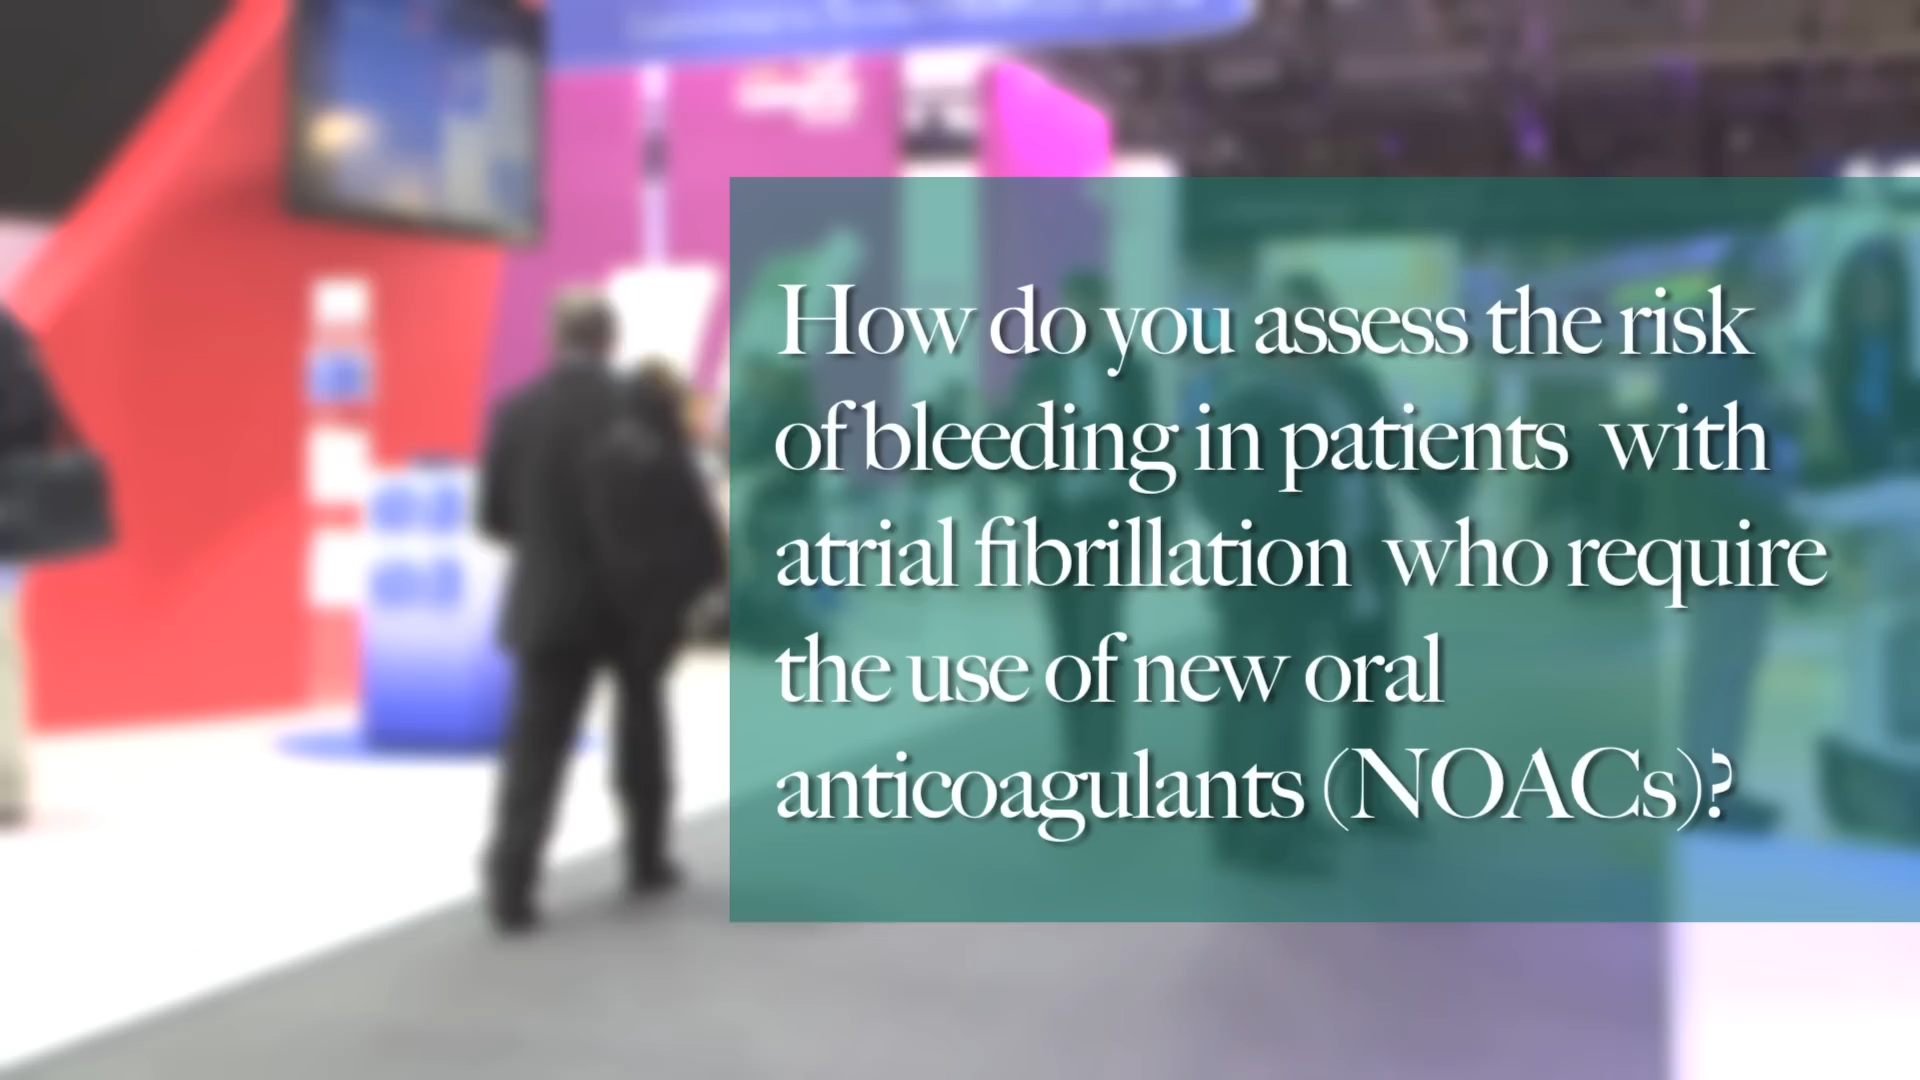 How do you assess the risk
of bleeding in patients with
atrial fibrillation who require
the use of new oral
anticoagulants (NOACs)?